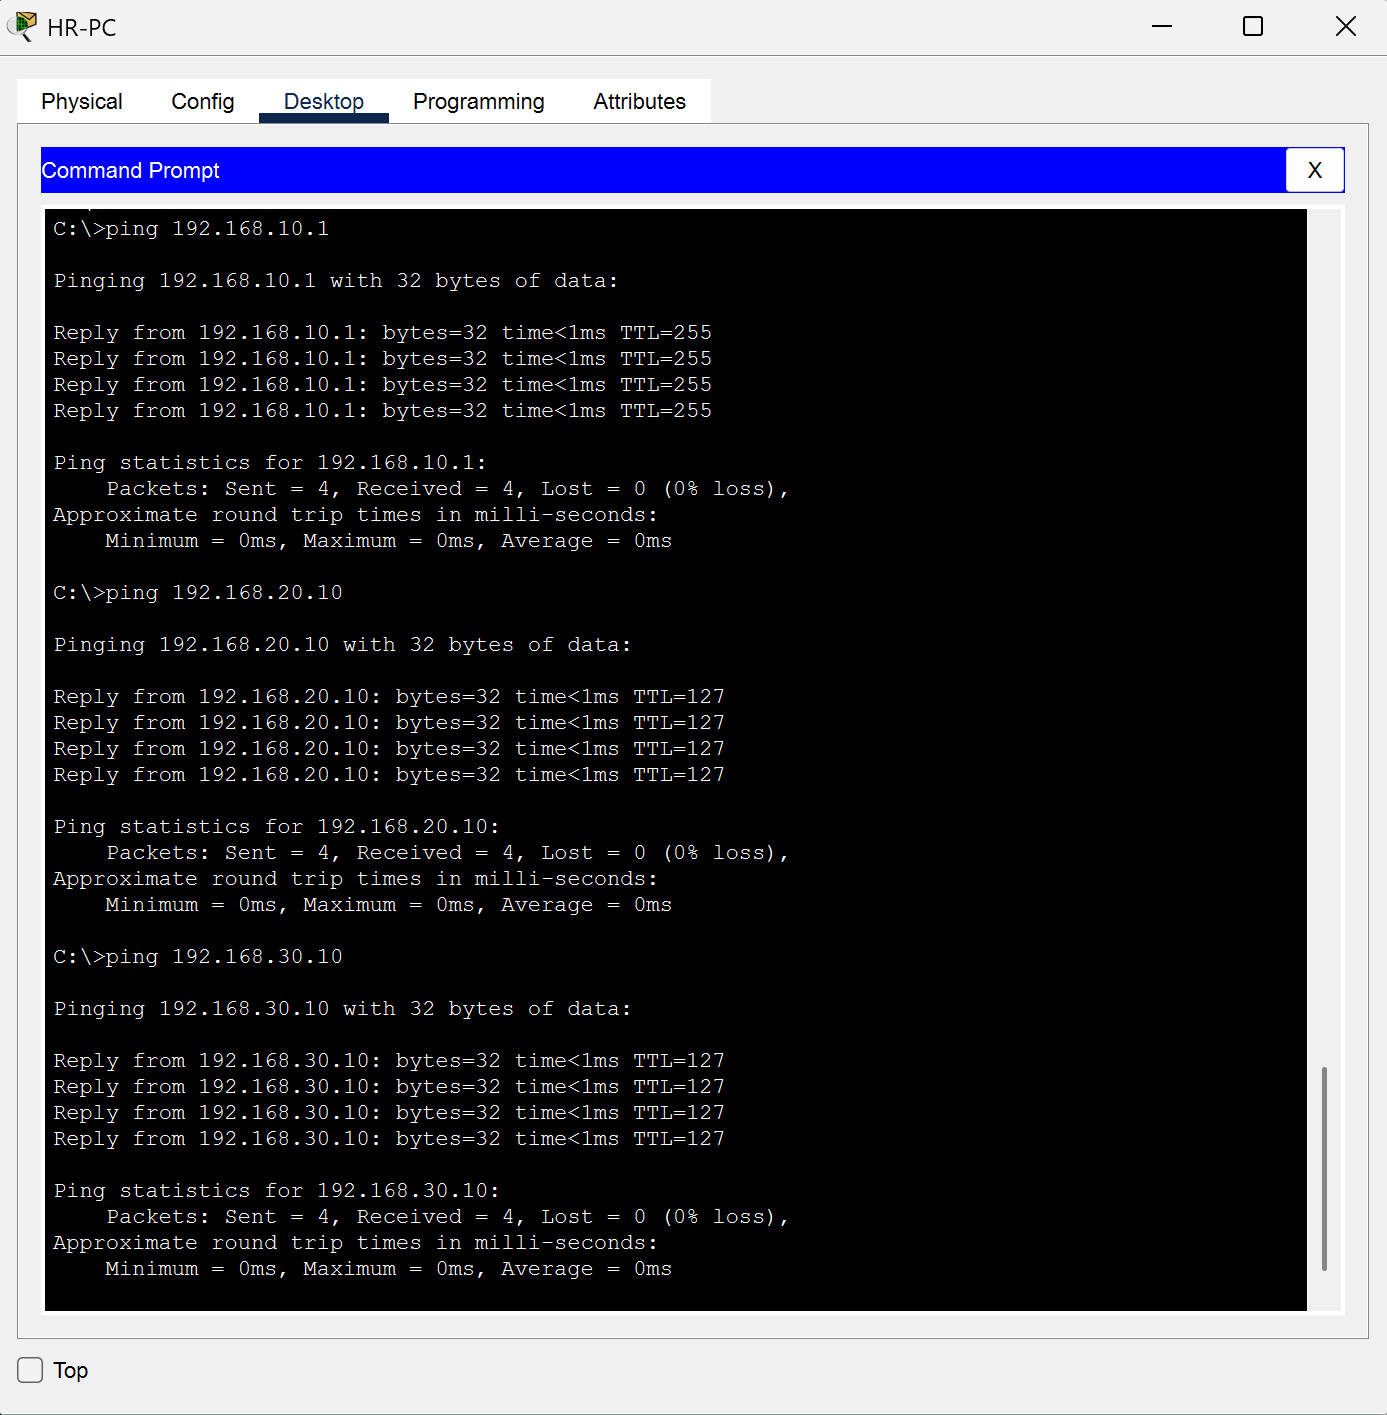 HR-PC
Physical Config Desktop Programming Attributes
Command Prompt X
C:\>ping 192.168.10.1
Pinging 192.168.10.1 with 32 bytes of data:
Reply from 192.168.10.1: bytes=32 time<1ms TTL=255
Reply from 192.168.10.1: bytes=32 time<1ms TTL=255
Reply from 192.168.10.1: bytes=32 time<1ms TTL=255
Reply from 192.168.10.1: bytes=32 time<1ms TTL=255
Ping statistics for 192.168.10.1:
    Packets: Sent = 4, Received = 4, Lost = 0 (0% loss),
Approximate round trip times in milli-seconds:
    Minimum = 0ms, Maximum = 0ms, Average = 0ms
C:\>ping 192.168.20.10
Pinging 192.168.20.10 with 32 bytes of data:
Reply from 192.168.20.10: bytes=32 time<1ms TTL=127
Reply from 192.168.20.10: bytes=32 time<1ms TTL=127
Reply from 192.168.20.10: bytes=32 time<1ms TTL=127
Reply from 192.168.20.10: bytes=32 time<1ms TTL=127
Ping statistics for 192.168.20.10:
    Packets: Sent = 4, Received = 4, Lost = 0 (0% loss),
Approximate round trip times in milli-seconds:
    Minimum = 0ms, Maximum = 0ms, Average = 0ms
C:\>ping 192.168.30.10
Pinging 192.168.30.10 with 32 bytes of data:
Reply from 192.168.30.10: bytes=32 time<1ms TTL=127
Reply from 192.168.30.10: bytes=32 time<1ms TTL=127
Reply from 192.168.30.10: bytes=32 time<1ms TTL=127
Reply from 192.168.30.10: bytes=32 time<1ms TTL=127
Ping statistics for 192.168.30.10:
    Packets: Sent = 4, Received = 4, Lost = 0 (0% loss),
Approximate round trip times in milli-seconds:
    Minimum = 0ms, Maximum = 0ms, Average = 0ms
Top